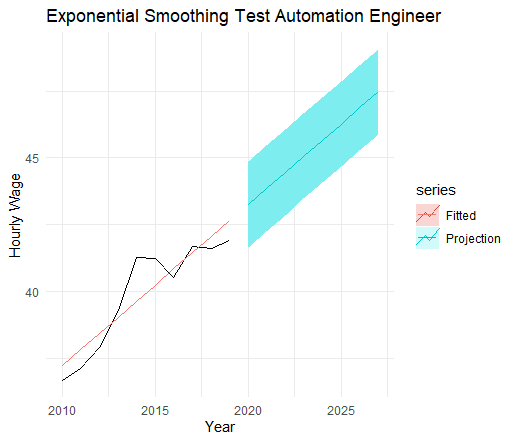 Exponential Smoothing Test Automation Engineer
Hourly Wage
45
40
2010
2015
2020
2025
Year
series
Fitted
Projection